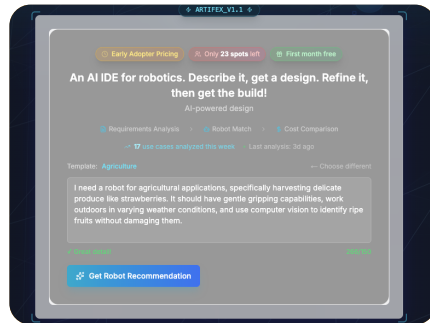 ARTIFEX_V1.1
Early Adopter Pricing Only 23 spots left First month free
An AI IDE for robotics. Describe it, get a design. Refine it,
then get the build!
AI-powered design
Requirements Analysis Robot Match Cost Comparison
17 use cases analyzed this week · Last analysis: 3d ago
Template: Agriculture Choose different
I need a robot for agricultural applications, specifically harvesting delicate
produce like strawberries. It should have gentle gripping capabilities, work
outdoors in varying weather conditions, and use computer vision to identify ripe
fruits without damaging them.
Get Robot Recommendation